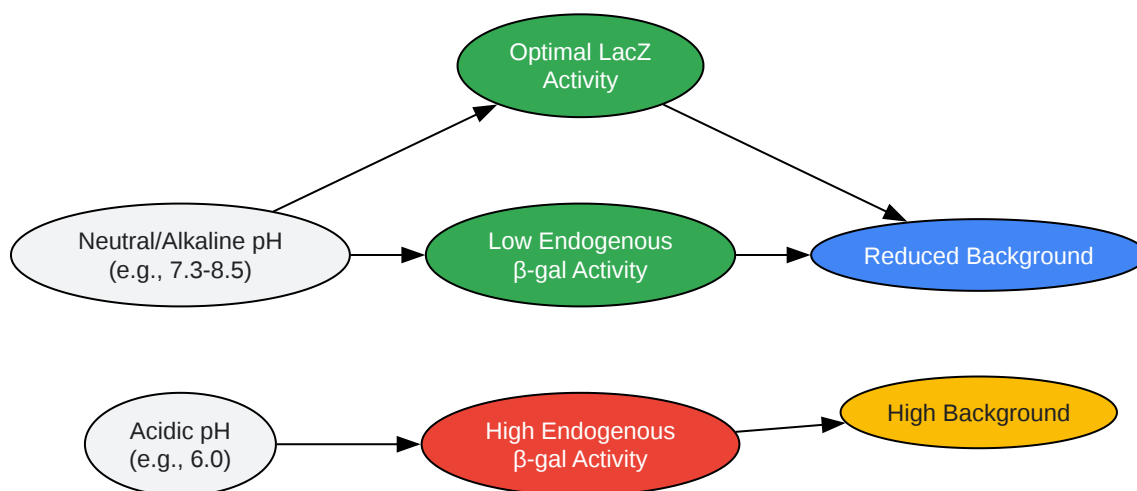 Optimal LacZ
Activity
Neutral/Alkaline pH
(e.g., 7.3-8.5)
Low Endogenous
β-gal Activity
Reduced Background
Acidic pH
(e.g., 6.0)
High Endogenous
β-gal Activity
High Background